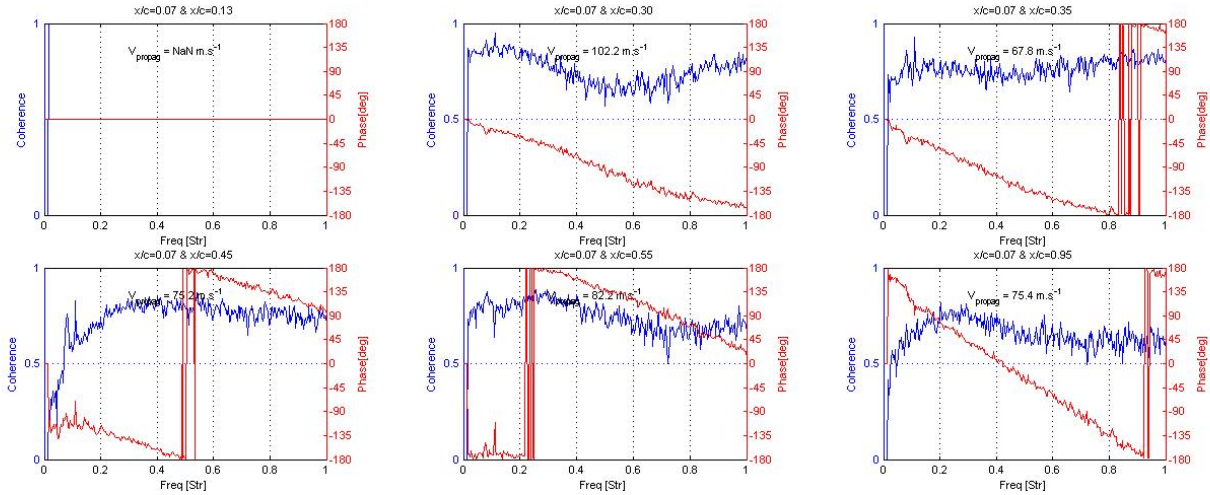 x/c=0.07 & x/c=0.13
x/c=0.07 & x/c=0.30
x/c=0.07 & x/c=0.35
1
0.5
0
Coherence
V_propag = NaN m.s⁻¹
180
135
90
45
0
-45
-90
-135
-180
Phase[deg]
0 0.2 0.4 0.6 0.8 1
Freq [Str]
1
0.5
0
Coherence
V_propag = 102.2 m.s⁻¹
180
135
90
45
0
-45
-90
-135
-180
Phase[deg]
0 0.2 0.4 0.6 0.8 1
Freq [Str]
1
0.5
0
Coherence
V_propag = 67.8 m.s⁻¹
180
135
90
45
0
-45
-90
-135
-180
Phase[deg]
0 0.2 0.4 0.6 0.8 1
Freq [Str]
x/c=0.07 & x/c=0.45
x/c=0.07 & x/c=0.55
x/c=0.07 & x/c=0.95
1
0.5
0
Coherence
V_propag = 75.2 m.s⁻¹
180
135
90
45
0
-45
-90
-135
-180
Phase[deg]
0 0.2 0.4 0.6 0.8 1
Freq [Str]
1
0.5
0
Coherence
V_propag = 82.2 m.s⁻¹
180
135
90
45
0
-45
-90
-135
-180
Phase[deg]
0 0.2 0.4 0.6 0.8 1
Freq [Str]
1
0.5
0
Coherence
V_propag = 75.4 m.s⁻¹
180
135
90
45
0
-45
-90
-135
-180
Phase[deg]
0 0.2 0.4 0.6 0.8 1
Freq [Str]